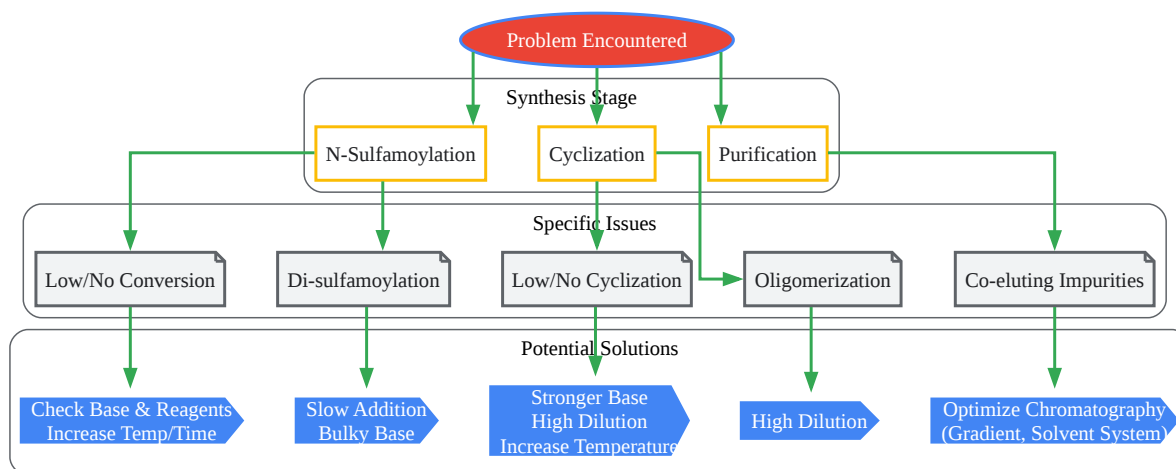 Problem Encountered
Synthesis Stage
N-Sulfamoylation
Cyclization
Purification
Specific Issues
Low/No Conversion
Di-sulfamoylation
Low/No Cyclization
Oligomerization
Co-eluting Impurities
Potential Solutions
Check Base & Reagents
Increase Temp/Time
Slow Addition
Bulky Base
Stronger Base
High Dilution
Increase Temperature
High Dilution
Optimize Chromatography
(Gradient, Solvent System)